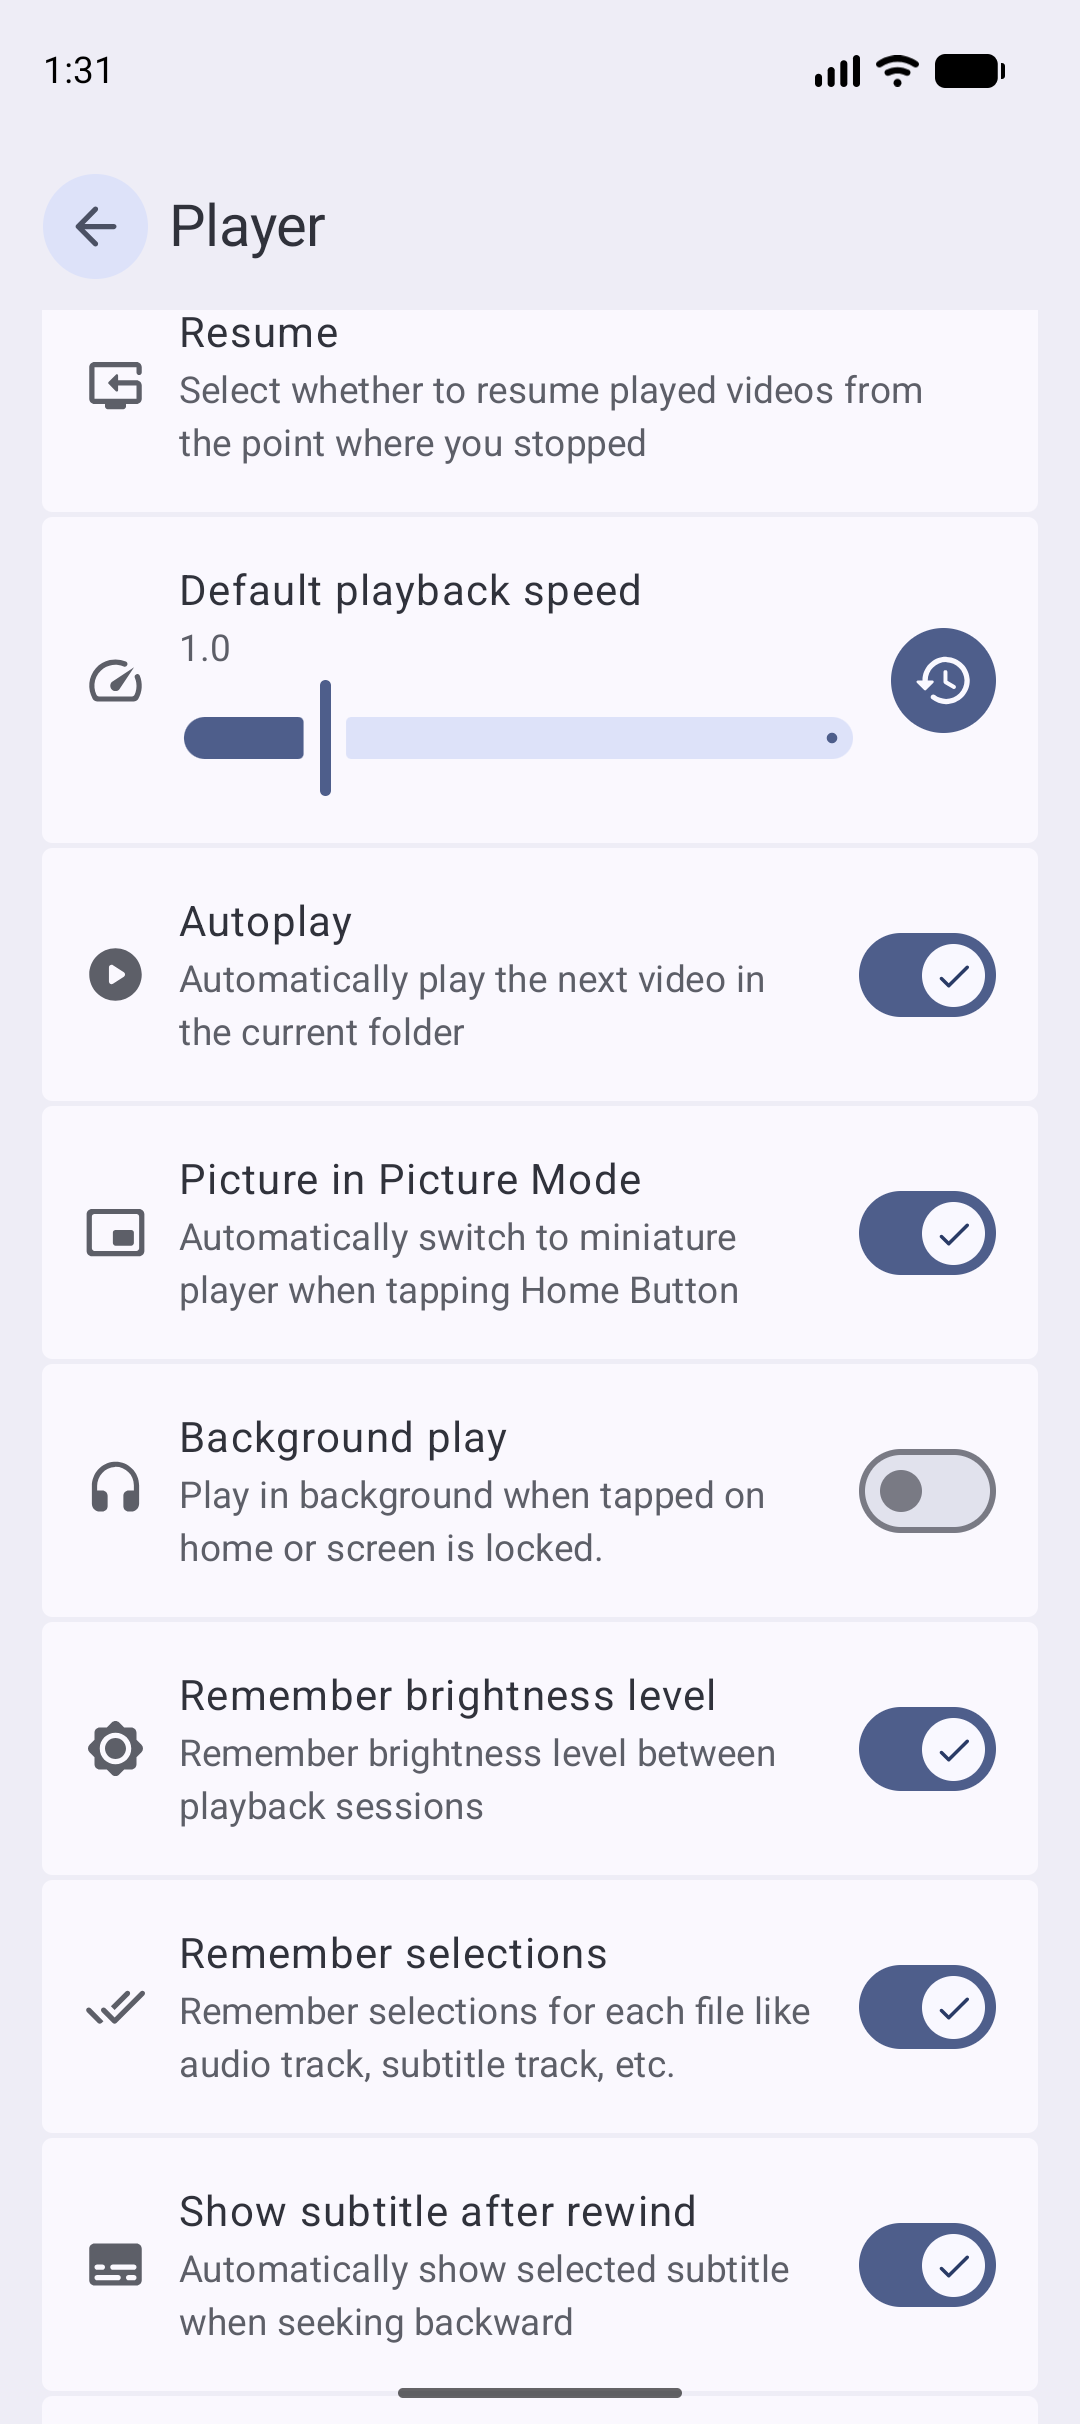 1:31
Player
Resume
Select whether to resume played videos from
the point where you stopped
Default playback speed
1.0
Autoplay
Automatically play the next video in
the current folder
Picture in Picture Mode
Automatically switch to miniature
player when tapping Home Button
Background play
Play in background when tapped on
home or screen is locked.
Remember brightness level
Remember brightness level between
playback sessions
Remember selections
Remember selections for each file like
audio track, subtitle track, etc.
Show subtitle after rewind
Automatically show selected subtitle
when seeking backward